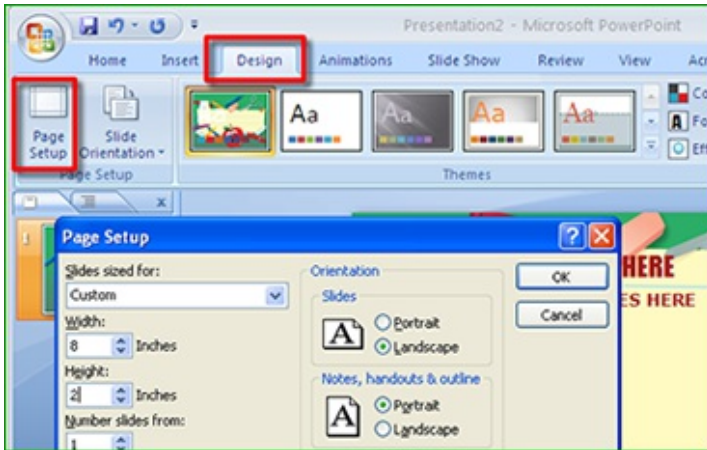 Presentation2 - Microsoft PowerPoint
Home Insert Design Animations Slide Show Review View
Page Setup
Slide Orientation
Aa Aa Aa Aa
Page Setup Themes
1
Page Setup
Slides sized for:
Custom
Width:
8 Inches
Height:
2 Inches
Number slides from:
1
Orientation
Slides
A Portrait
Landscape
Notes, handouts & outline
A Portrait
Landscape
OK
Cancel
HERE
ES HERE